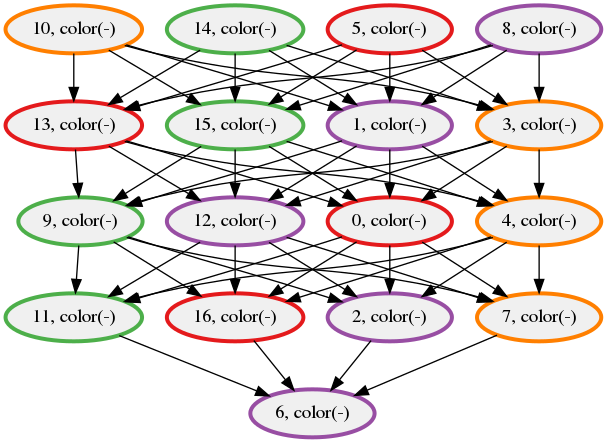 10, color(-) 14, color(-) 5, color(-) 8, color(-)
13, color(-) 15, color(-) 1, color(-) 3, color(-)
9, color(-) 12, color(-) 0, color(-) 4, color(-)
11, color(-) 16, color(-) 2, color(-) 7, color(-)
6, color(-)